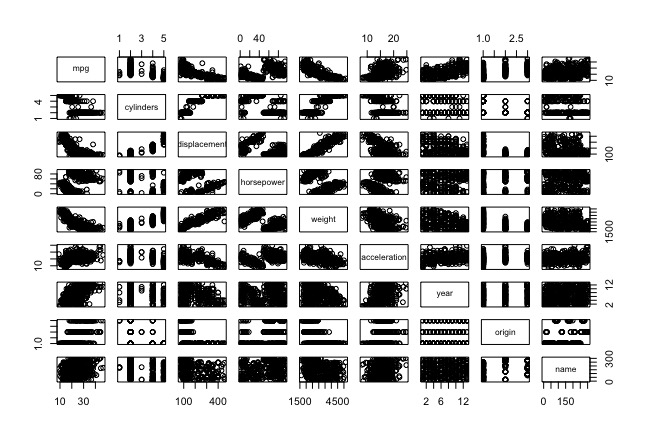 1 3 5 0 40 10 20 1.0 2.5
mpg
10
1 4
cylinders
displacement
100
0 80
horsepower
weight
1500
10
acceleration
year
2 12
1.0
origin
name
0 300
10 30 100 400 1500 4500 2 6 12 0 150